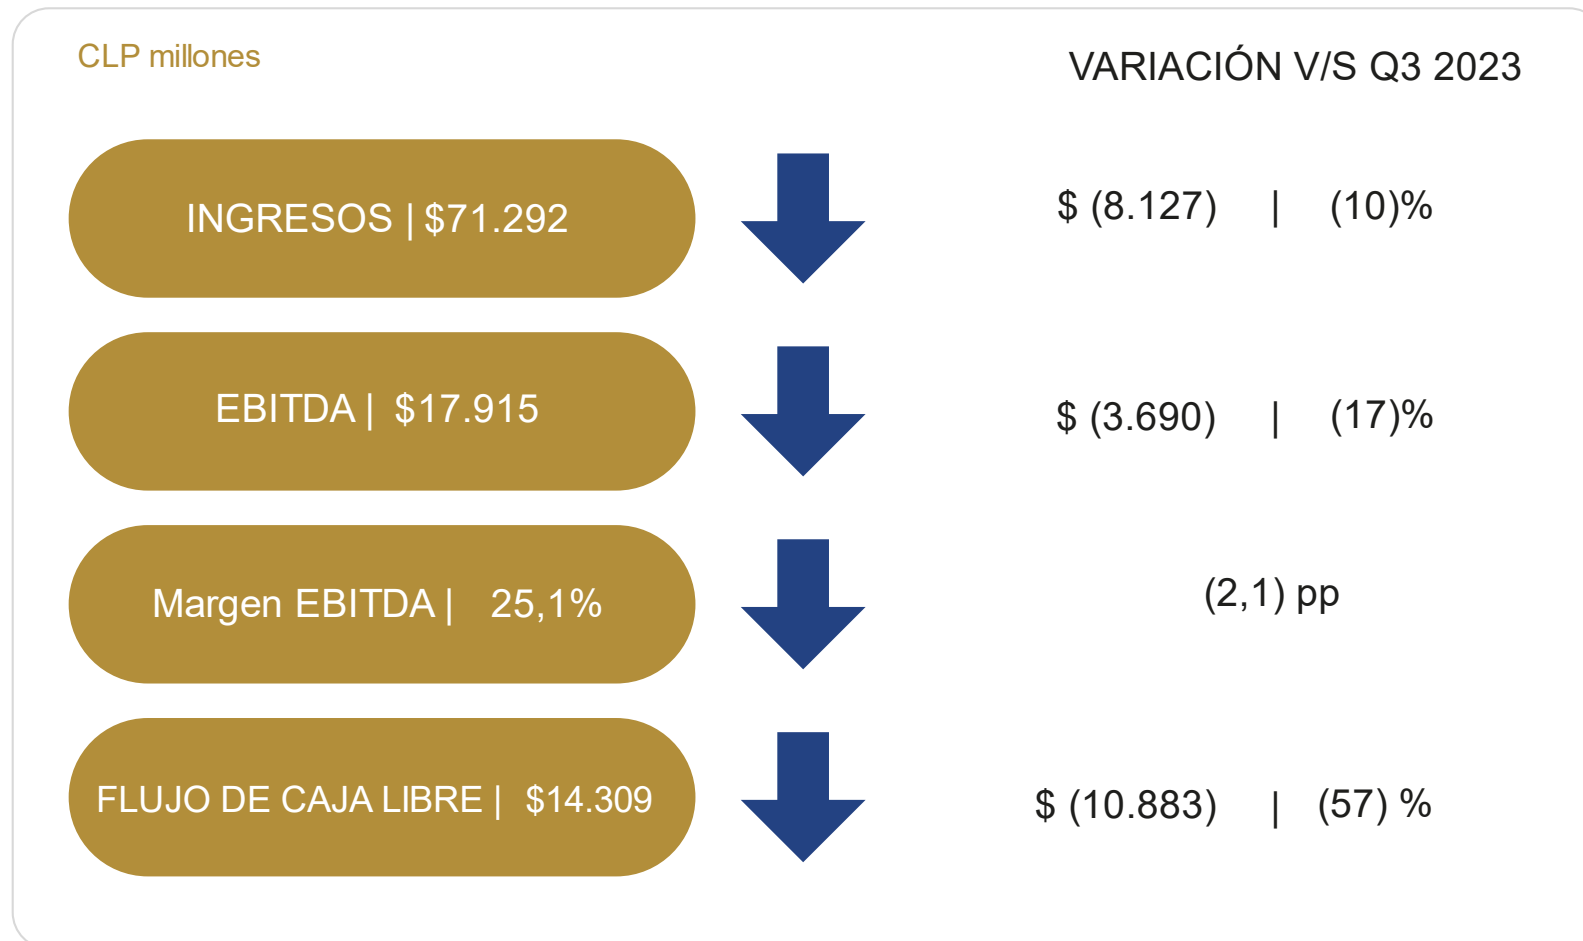 CLP millones
VARIACIÓN V/S Q3 2023
INGRESOS | $71.292
$ (8.127) | (10)%
EBITDA | $17.915
$ (3.690) | (17)%
Margen EBITDA | 25,1%
(2,1) pp
FLUJO DE CAJA LIBRE | $14.309
$ (10.883) | (57) %